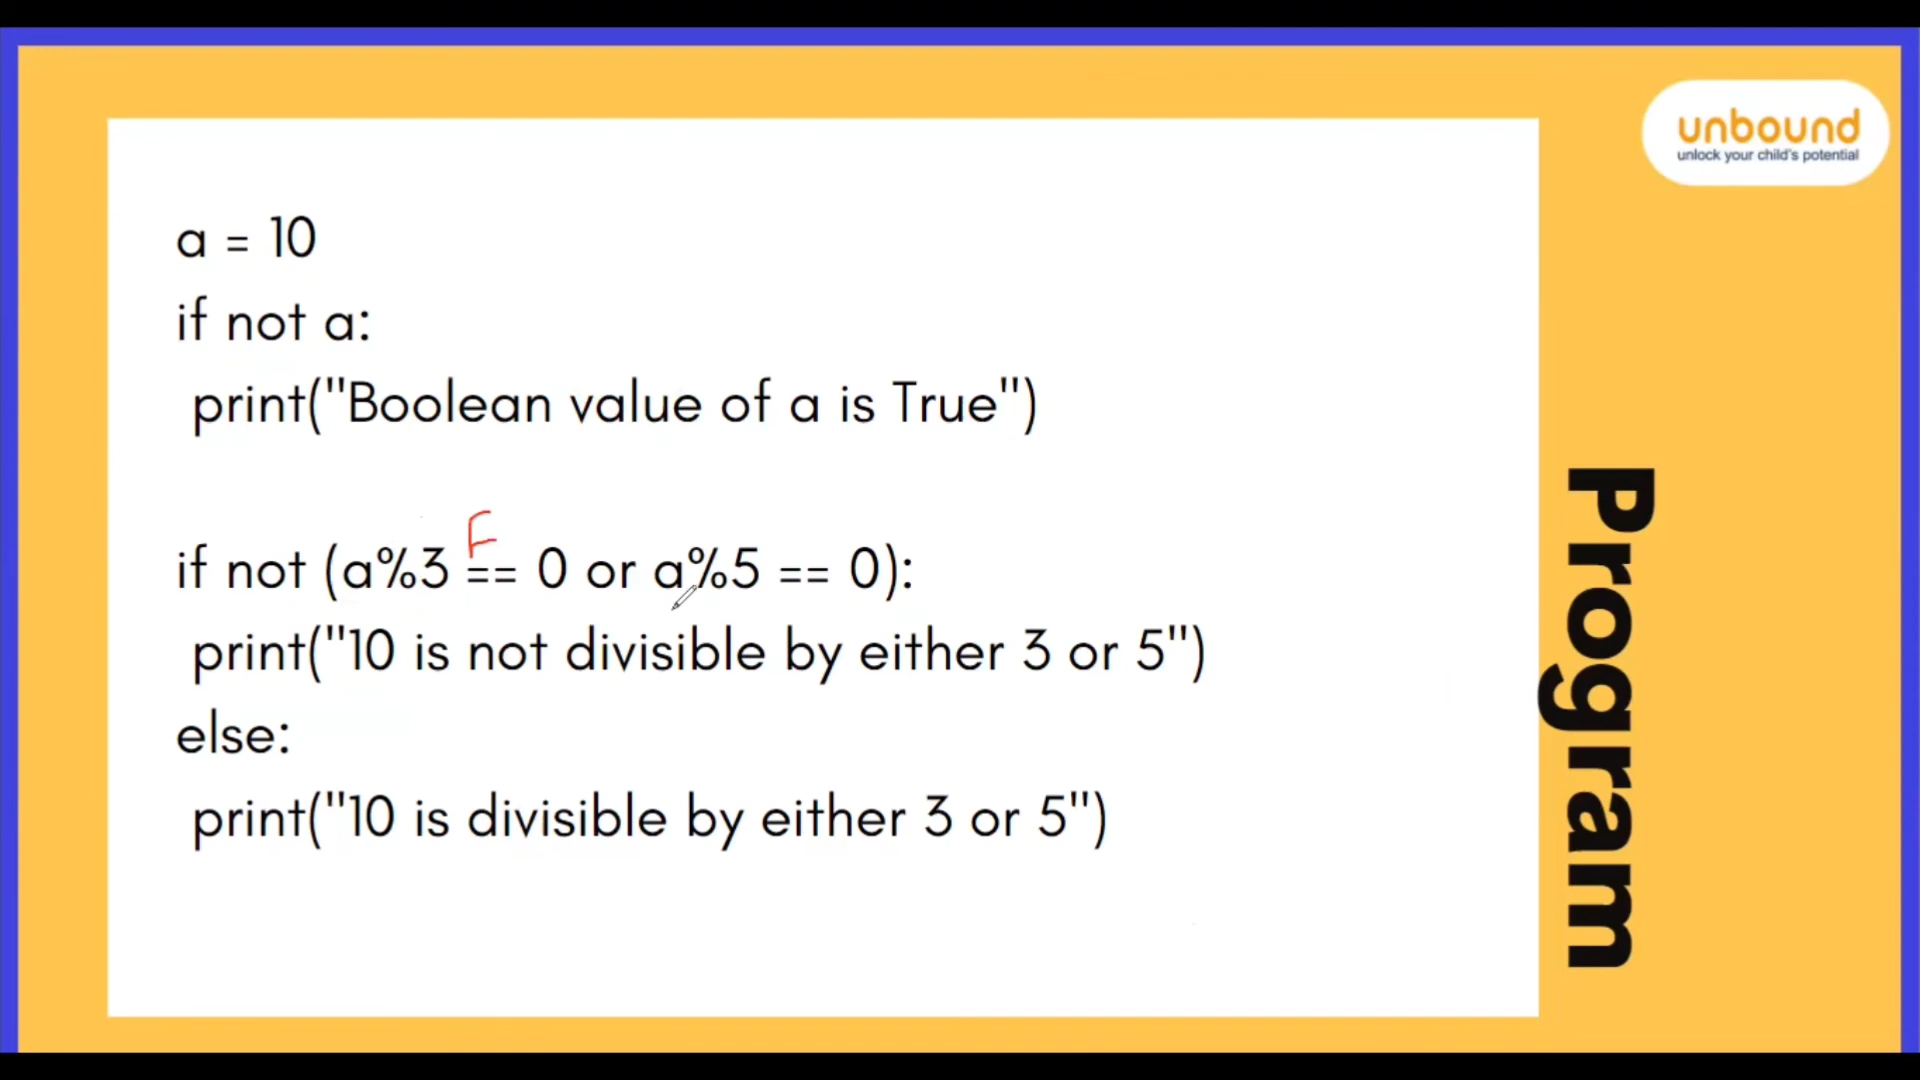 unbound
unlock your child's potential
a = 10
if not a:
print("Boolean value of a is True")
F
if not (a%3 == 0 or a%5 == 0):
print("10 is not divisible by either 3 or 5")
else:
print("10 is divisible by either 3 or 5")
Program